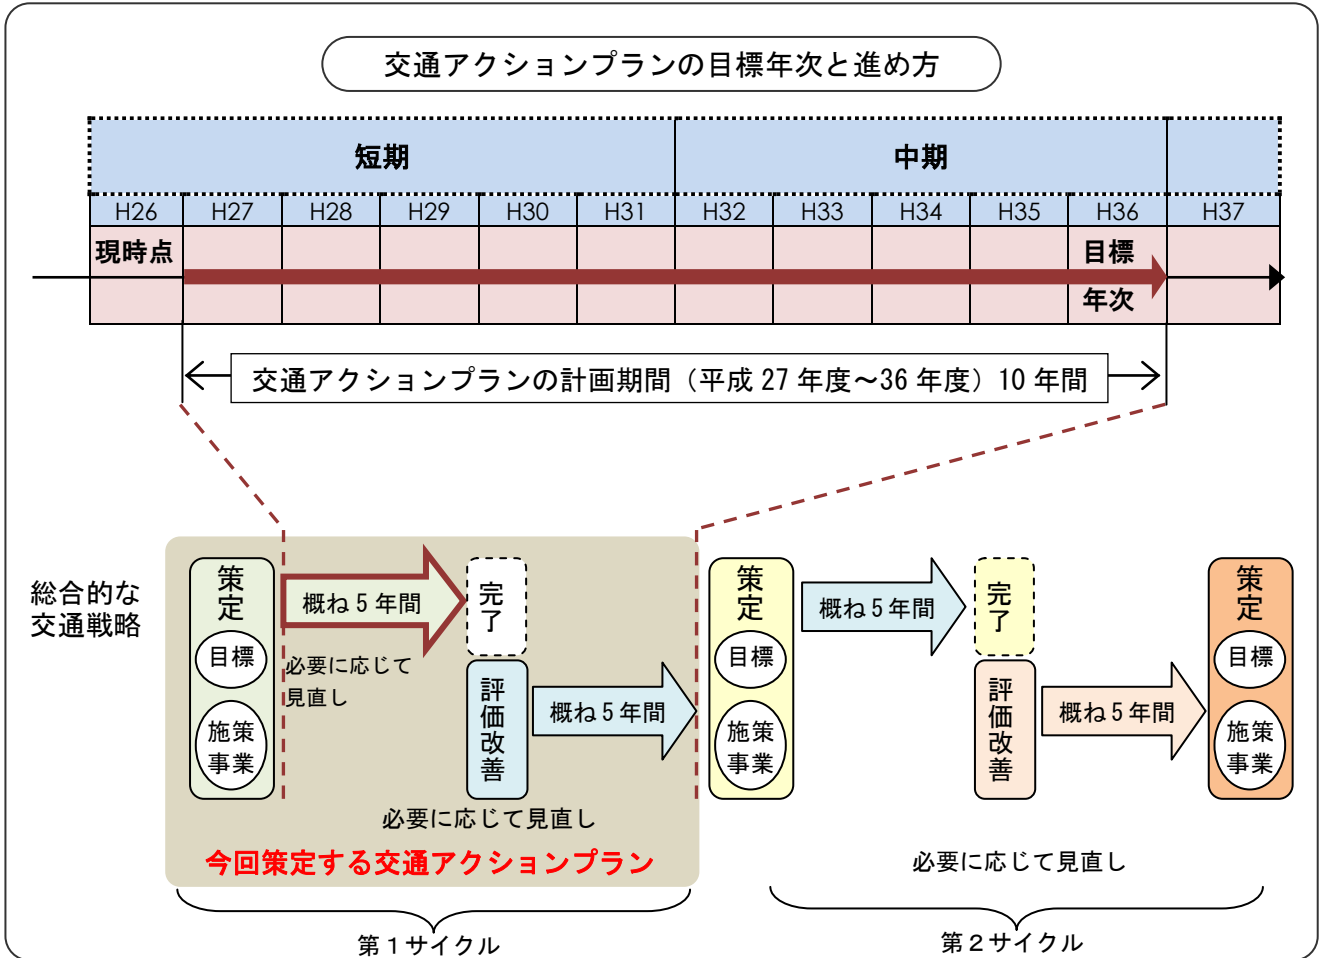 交通アクションプランの目標年次と進め方
短期
中期
H26
H27
H28
H29
H30
H31
H32
H33
H34
H35
H36
H37
現時点
目標
年次
交通アクションプランの計画期間（平成 27 年度～36 年度）10 年間
総合的な
交通戦略
策定
目標
施策
事業
概ね 5 年間
必要に応じて
見直し
完了
評価改善
概ね 5 年間
必要に応じて見直し
今回策定する交通アクションプラン
第１サイクル
策定
目標
施策
事業
概ね 5 年間
完了
評価改善
概ね 5 年間
策定
目標
施策
事業
必要に応じて見直し
第２サイクル